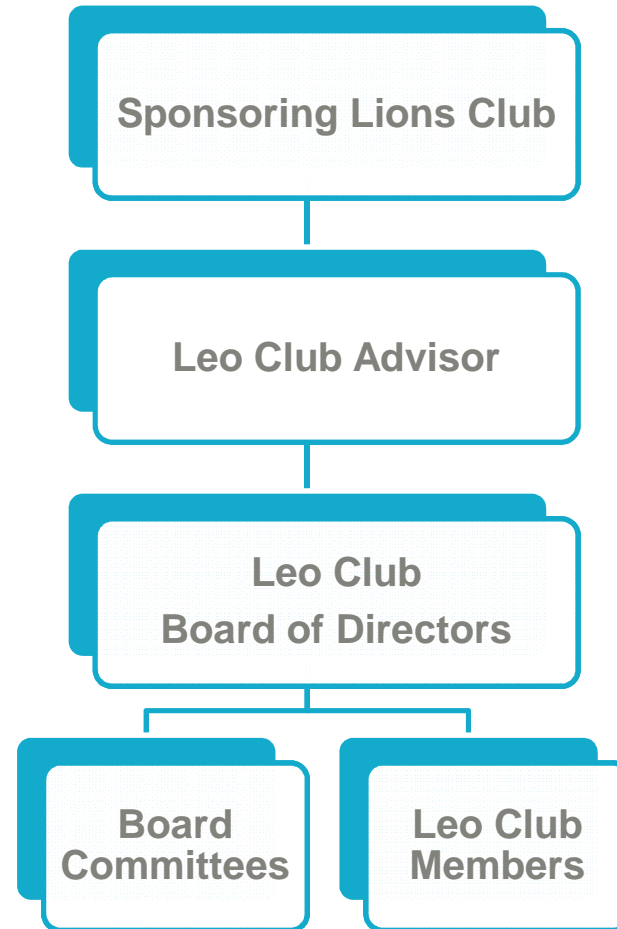 Sponsoring Lions Club
Leo Club Advisor
Leo Club
Board of Directors
Board
Committees
Leo Club
Members